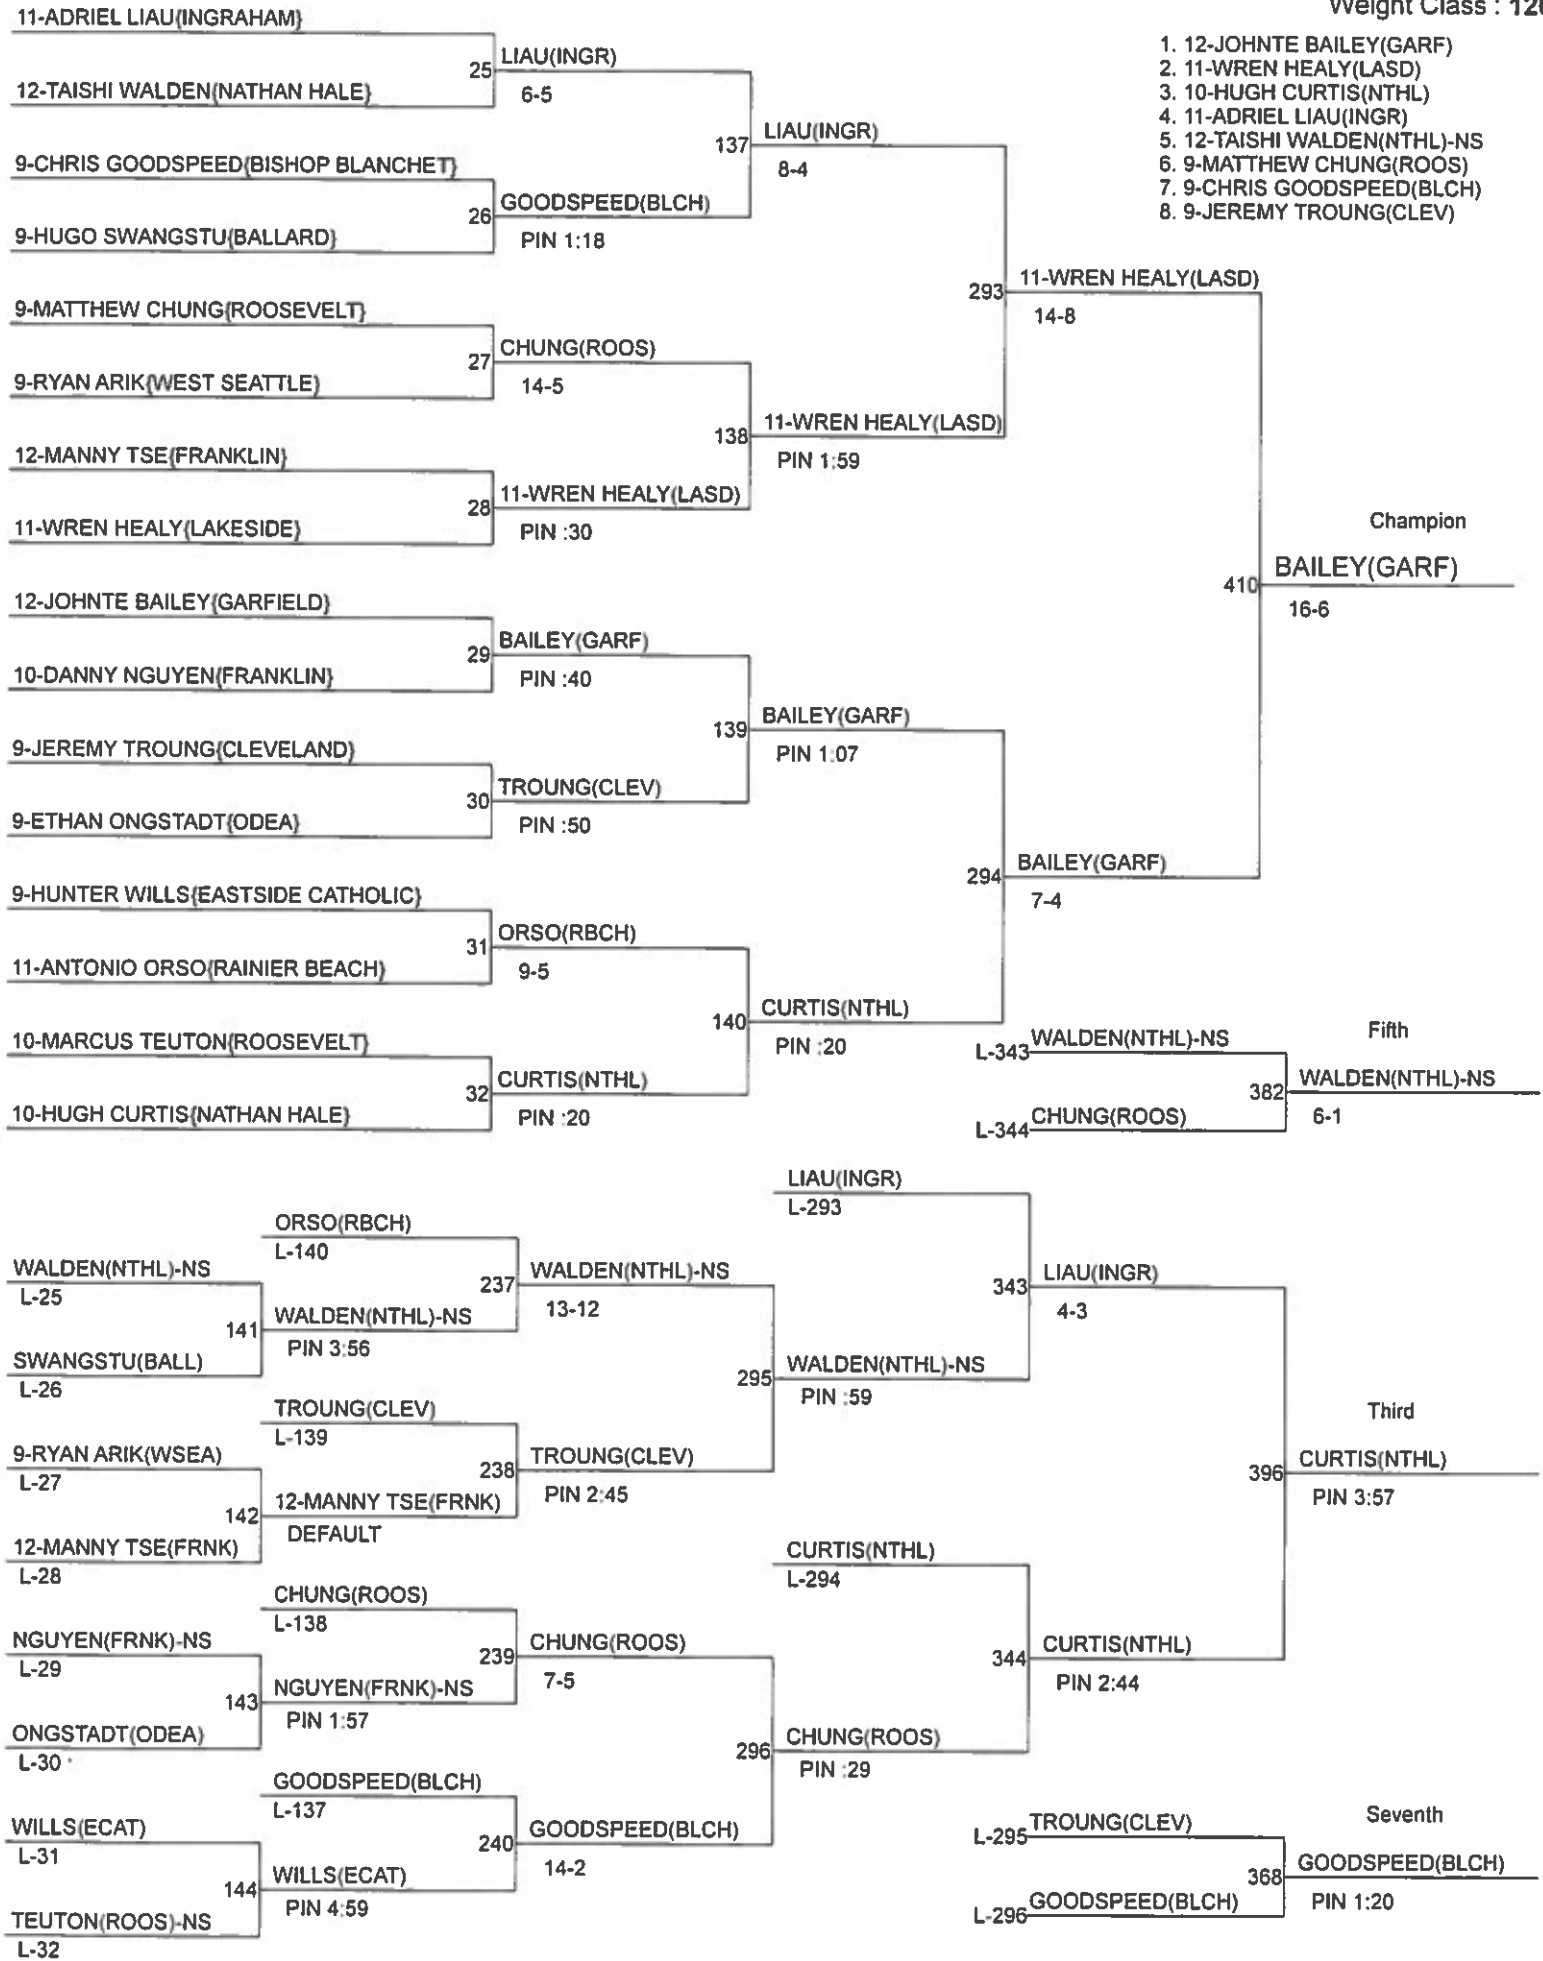 Weight Class :
1. 12-JOHNTE BAILEY(GARF)
2. 11-WREN HEALY(LASD)
3. 10-HUGH CURTIS(NTHL)
4. 11-ADRIEL LIAU(INGR)
5. 12-TAISHI WALDEN(NTHL)-NS
6. 9-MATTHEW CHUNG(ROOS)
7. 9-CHRIS GOODSPEED(BLCH)
8. 9-JEREMY TROUNG(CLEV)
11-ADRIEL LIAU(INGRAHAM)
25 LIAU(INGR)
6-5
12-TAISHI WALDEN(NATHAN HALE)
137 LIAU(INGR)
8-4
9-CHRIS GOODSPEED(BISHOP BLANCHET)
26 GOODSPEED(BLCH)
PIN 1:18
9-HUGO SWANGSTU(BALLARD)
293 11-WREN HEALY(LASD)
14-8
9-MATTHEW CHUNG(ROOSEVELT)
27 CHUNG(ROOS)
14-5
9-RYAN ARIK(WEST SEATTLE)
138 11-WREN HEALY(LASD)
PIN 1:59
12-MANNY TSE(FRANKLIN)
28 11-WREN HEALY(LASD)
PIN :30
11-WREN HEALY(LAKESIDE)
Champion
410 BAILEY(GARF)
16-6
12-JOHNTE BAILEY(GARFIELD)
29 BAILEY(GARF)
PIN :40
10-DANNY NGUYEN(FRANKLIN)
139 BAILEY(GARF)
PIN 1:07
9-JEREMY TROUNG(CLEVELAND)
30 TROUNG(CLEV)
PIN :50
9-ETHAN ONGSTADT(ODEA)
294 BAILEY(GARF)
7-4
9-HUNTER WILLS(EASTSIDE CATHOLIC)
31 ORSO(RBCH)
9-5
11-ANTONIO ORSO(RAINIER BEACH)
140 CURTIS(NTHL)
PIN :20
10-MARCUS TEUTON(ROOSEVELT)
32 CURTIS(NTHL)
PIN :20
10-HUGH CURTIS(NATHAN HALE)
Fifth
L-343 WALDEN(NTHL)-NS
382 WALDEN(NTHL)-NS
6-1
L-344 CHUNG(ROOS)
LIAU(INGR)
L-293
ORSO(RBCH)
L-140
WALDEN(NTHL)-NS
L-25
237 WALDEN(NTHL)-NS
13-12
343 LIAU(INGR)
4-3
141 WALDEN(NTHL)-NS
PIN 3:56
SWANGSTU(BALL)
L-26
295 WALDEN(NTHL)-NS
PIN :59
TROUNG(CLEV)
L-139
Third
9-RYAN ARIK(WSEA)
L-27
238 TROUNG(CLEV)
PIN 2:45
396 CURTIS(NTHL)
PIN 3:57
142 12-MANNY TSE(FRNK)
DEFAULT
12-MANNY TSE(FRNK)
L-28
CURTIS(NTHL)
L-294
CHUNG(ROOS)
L-138
NGUYEN(FRNK)-NS
L-29
239 CHUNG(ROOS)
7-5
344 CURTIS(NTHL)
PIN 2:44
143 NGUYEN(FRNK)-NS
PIN 1:57
ONGSTADT(ODEA)
L-30
296 CHUNG(ROOS)
PIN :29
GOODSPEED(BLCH)
L-137
Seventh
WILLS(ECAT)
L-31
240 GOODSPEED(BLCH)
14-2
L-295 TROUNG(CLEV)
368 GOODSPEED(BLCH)
PIN 1:20
L-296 GOODSPEED(BLCH)
144 WILLS(ECAT)
PIN 4:59
TEUTON(ROOS)-NS
L-32